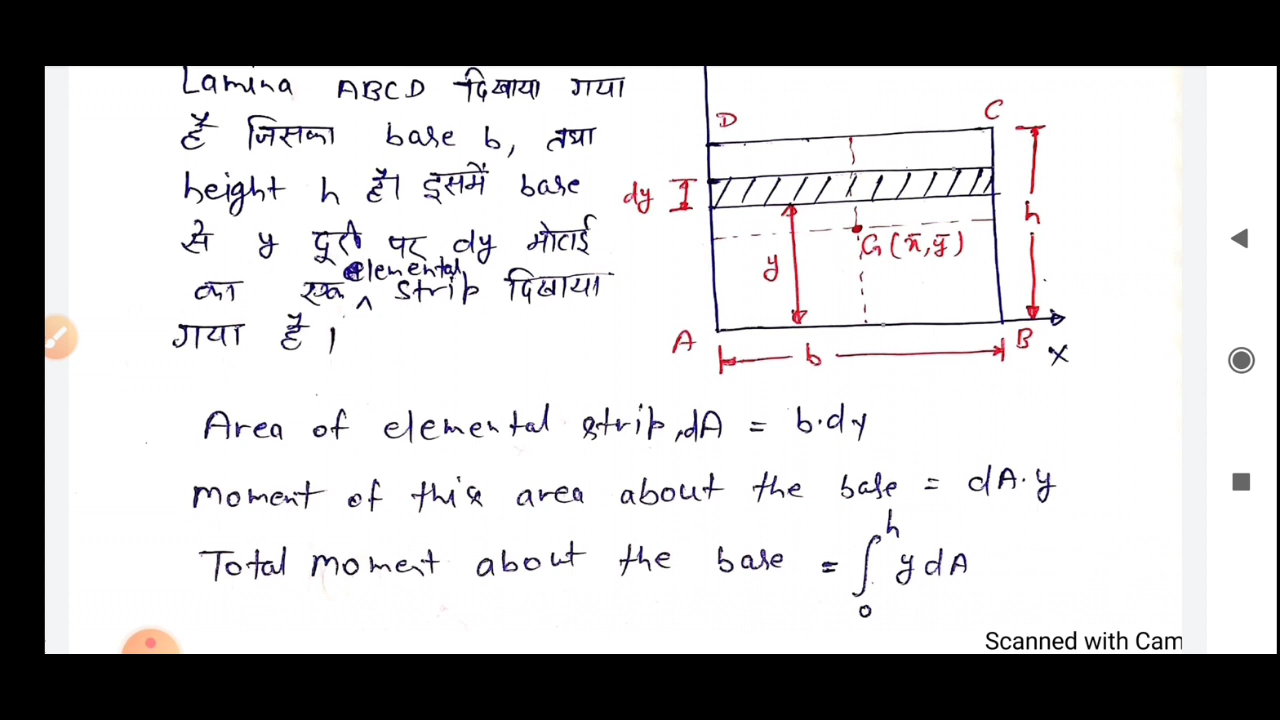 Lamina ABCD दिखाया गया
है जिसका base b, तथा
height h है। इसमें base
से y दूरी पर dy मोटाई
elemental
का एक ^ strip दिखाया
गया है।
D
C
dy
h
G(x̄,ȳ)
y
A
B
b
X
Area of elemental strip, dA = b.dy
Moment of this area about the base = dA.y
Total moment about the base = ∫₀ʰ y dA
Scanned with Cam